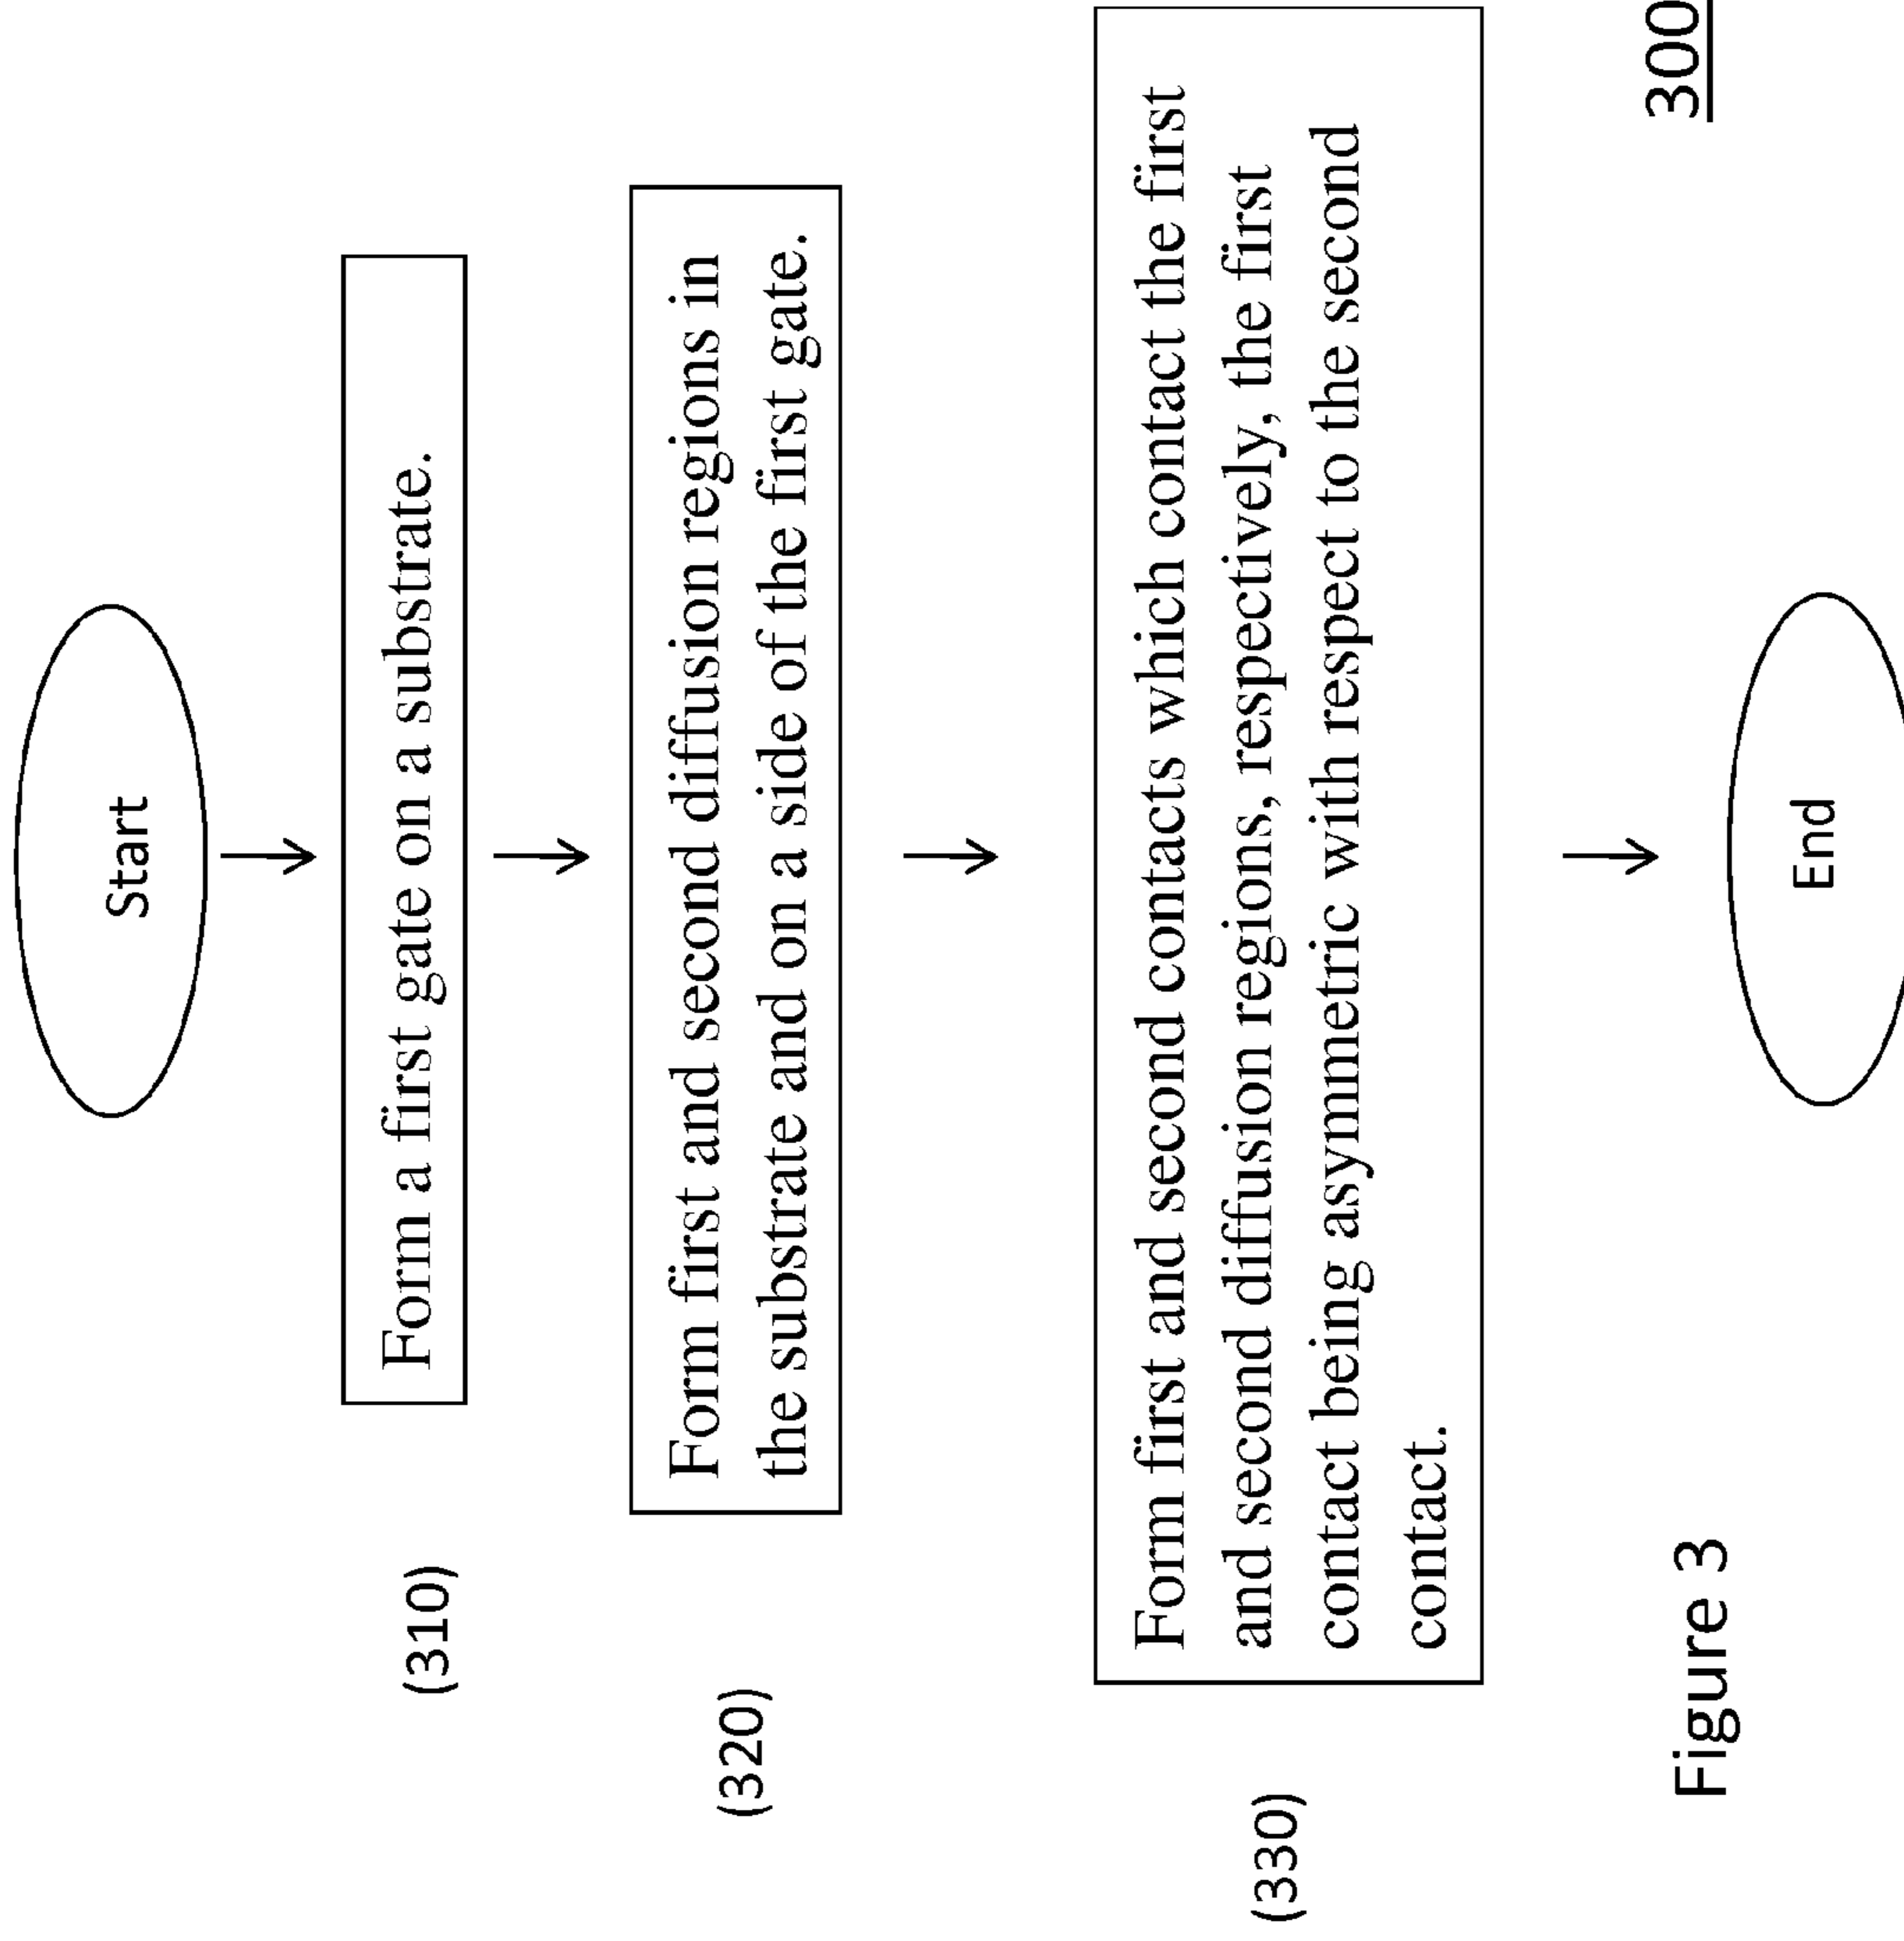 Start
(310)
Form a first gate on a substrate.
(320)
Form first and second diffusion regions in
the substrate and on a side of the first gate.
(330)
Form first and second contacts which contact the first
and second diffusion regions, respectively, the first
contact being asymmetric with respect to the second
contact.
End
Figure 3
300